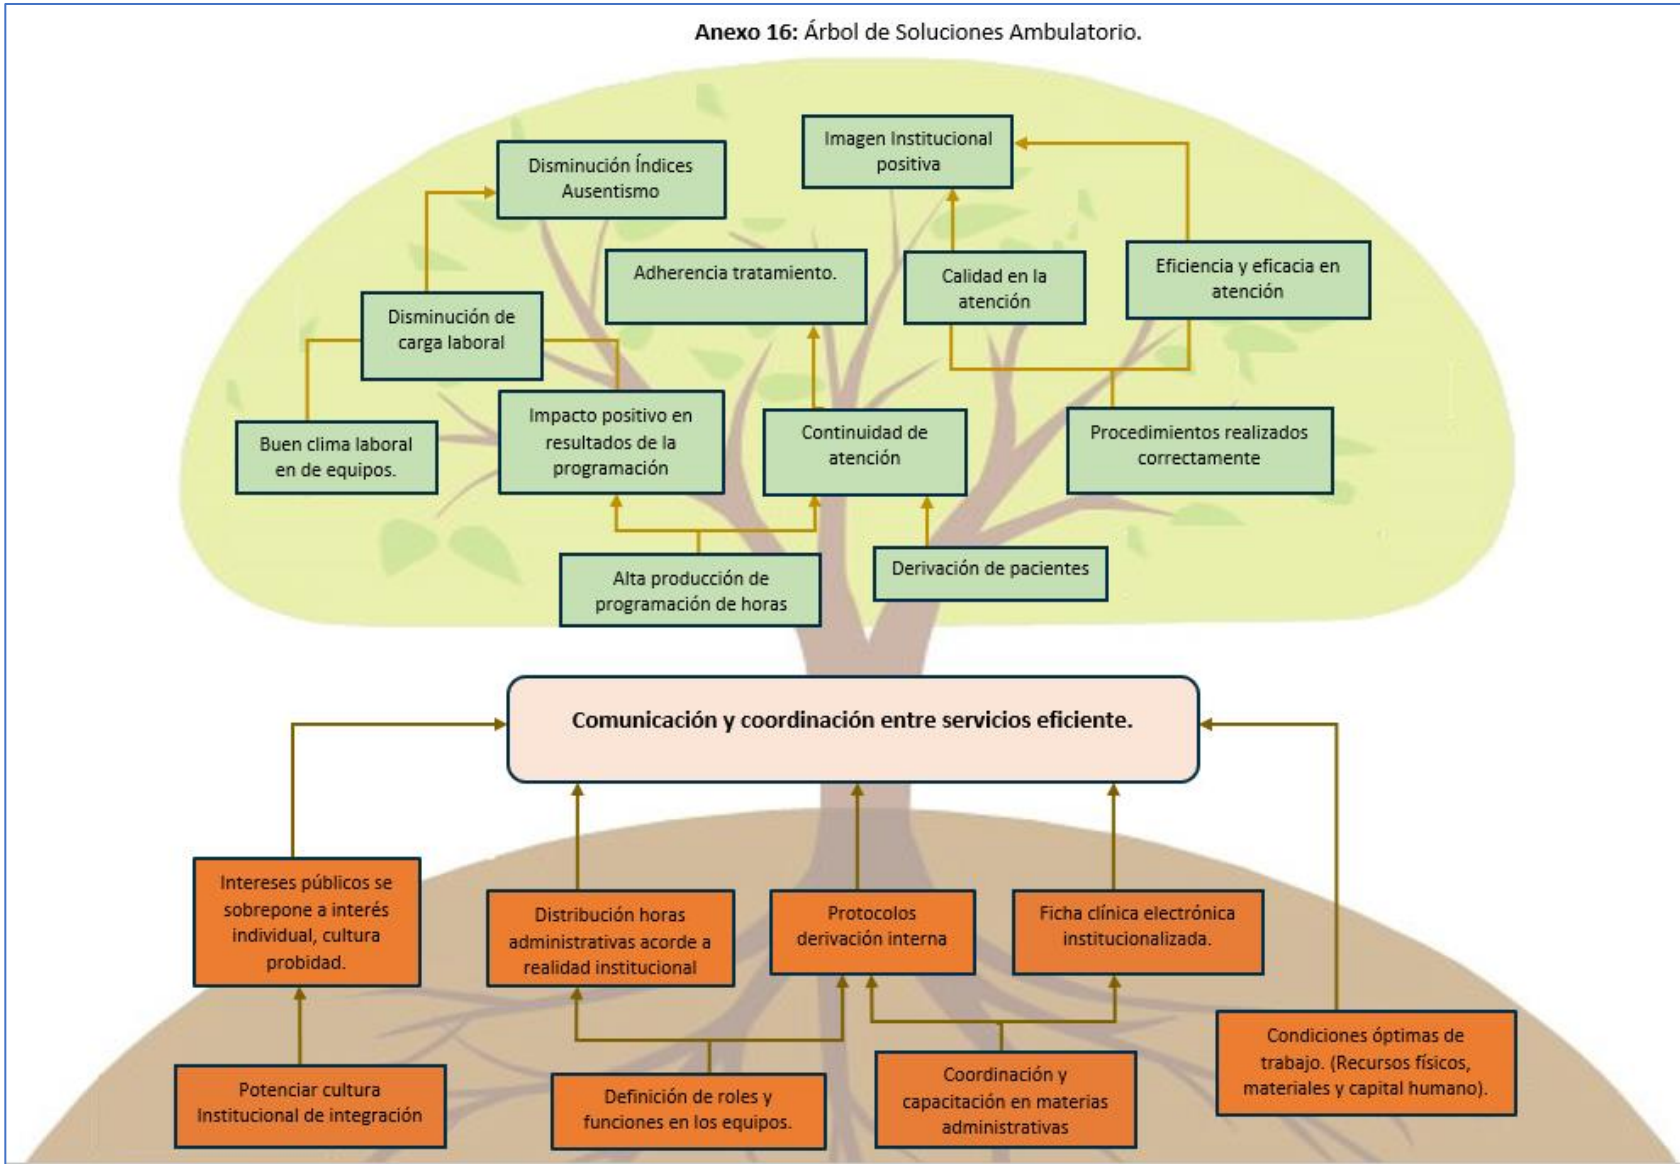 Anexo 16: Árbol de Soluciones Ambulatorio.
Imagen Institucional
positiva
Disminución Índices
Ausentismo
Adherencia tratamiento.
Calidad en la
atención
Eficiencia y eficacia en
atención
Disminución de
carga laboral
Buen clima laboral
en de equipos.
Impacto positivo en
resultados de la
programación
Continuidad de
atención
Procedimientos realizados
correctamente
Alta producción de
programación de horas
Derivación de pacientes
Comunicación y coordinación entre servicios eficiente.
Intereses públicos se
sobrepone a interés
individual, cultura
probidad.
Distribución horas
administrativas acorde a
realidad institucional
Protocolos
derivación interna
Ficha clínica electrónica
institucionalizada.
Potenciar cultura
Institucional de integración
Definición de roles y
funciones en los equipos.
Coordinación y
capacitación en materias
administrativas
Condiciones óptimas de
trabajo. (Recursos físicos,
materiales y capital humano).